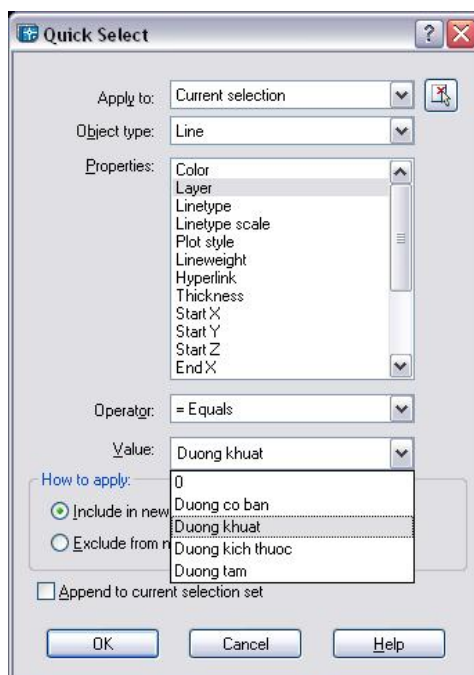 Quick Select
Apply to: Current selection
Object type: Line
Properties: Color
Layer
Linetype
Linetype scale
Plot style
Lineweight
Hyperlink
Thickness
Start X
Start Y
Start Z
End X
Operator: = Equals
Value: Duong khuat
0
Duong co ban
Duong khuat
Duong kich thuoc
Duong tam
How to apply:
Include in new
Exclude from n
Append to current selection set
OK Cancel Help